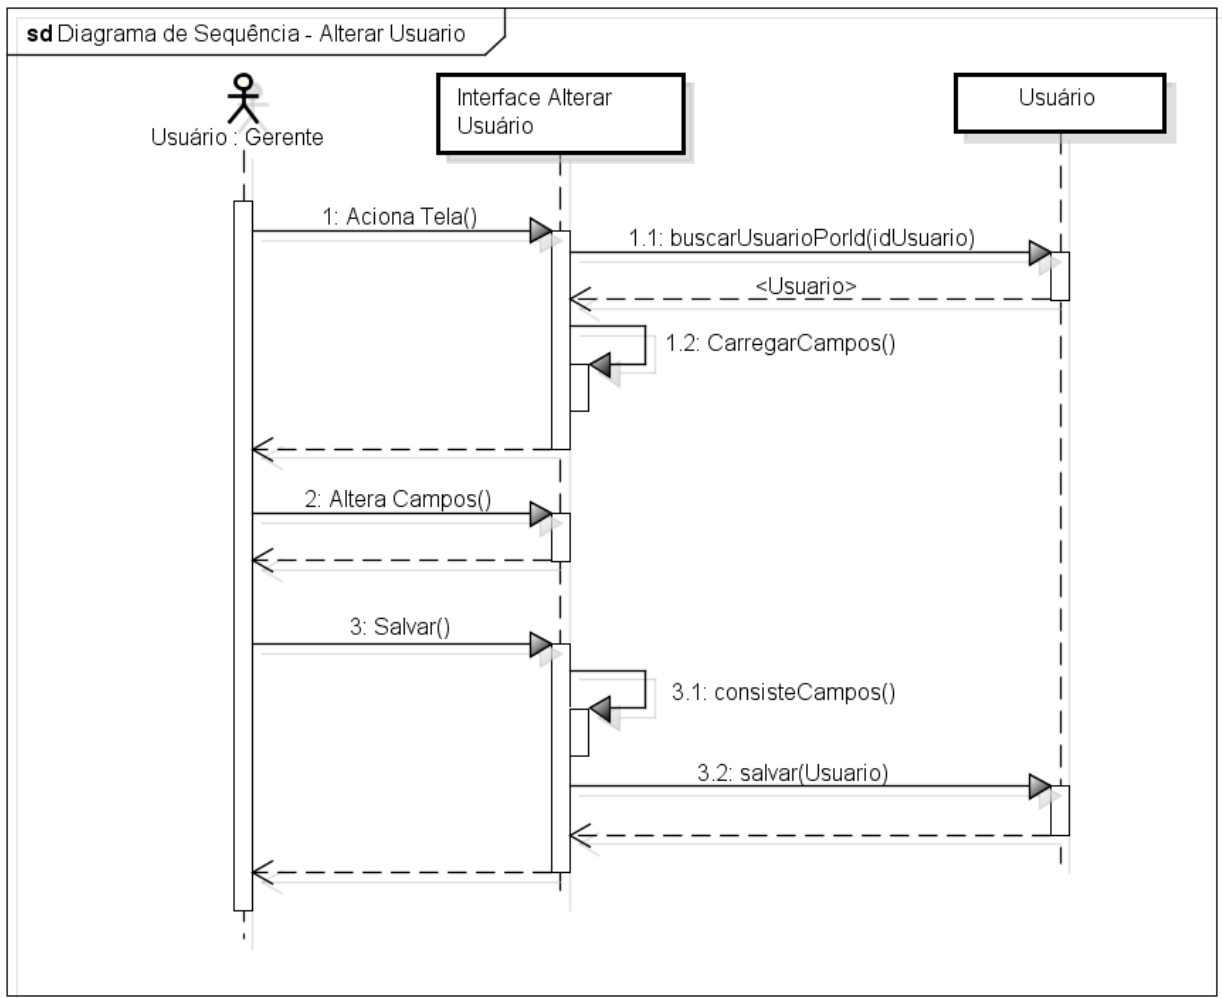 sd Diagrama de Sequência - Alterar Usuario
Usuário : Gerente
Interface Alterar
Usuário
Usuário
1: Aciona Tela()
1.1: buscarUsuarioPorId(idUsuario)
<Usuario>
1.2: CarregarCampos()
2: Altera Campos()
3: Salvar()
3.1: consisteCampos()
3.2: salvar(Usuario)